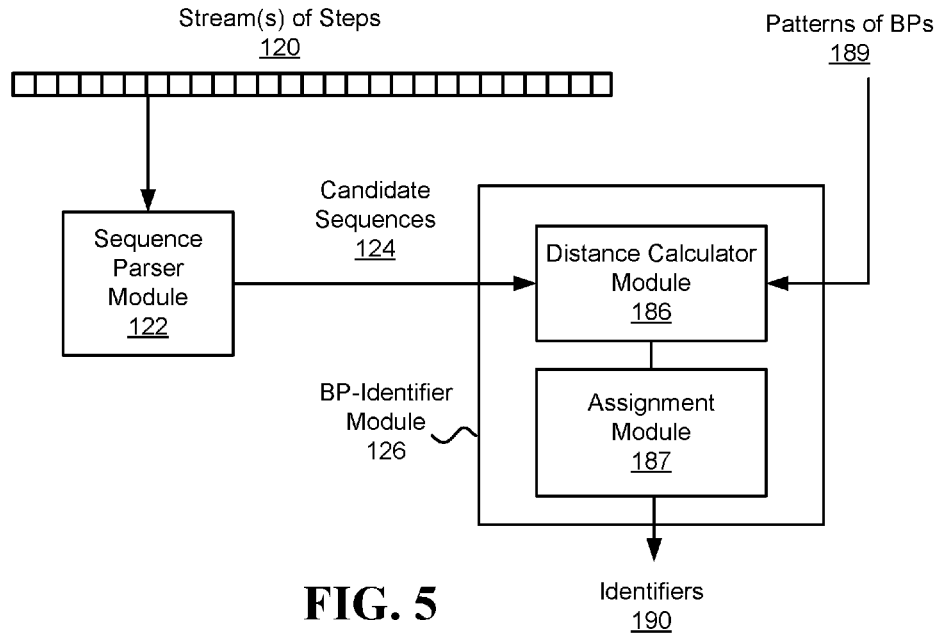 Stream(s) of Steps
120
Patterns of BPs
189
Candidate
Sequences
124
Sequence
Parser
Module
122
Distance Calculator
Module
186
BP-Identifier
Module
126
Assignment
Module
187
Identifiers
190
FIG. 5